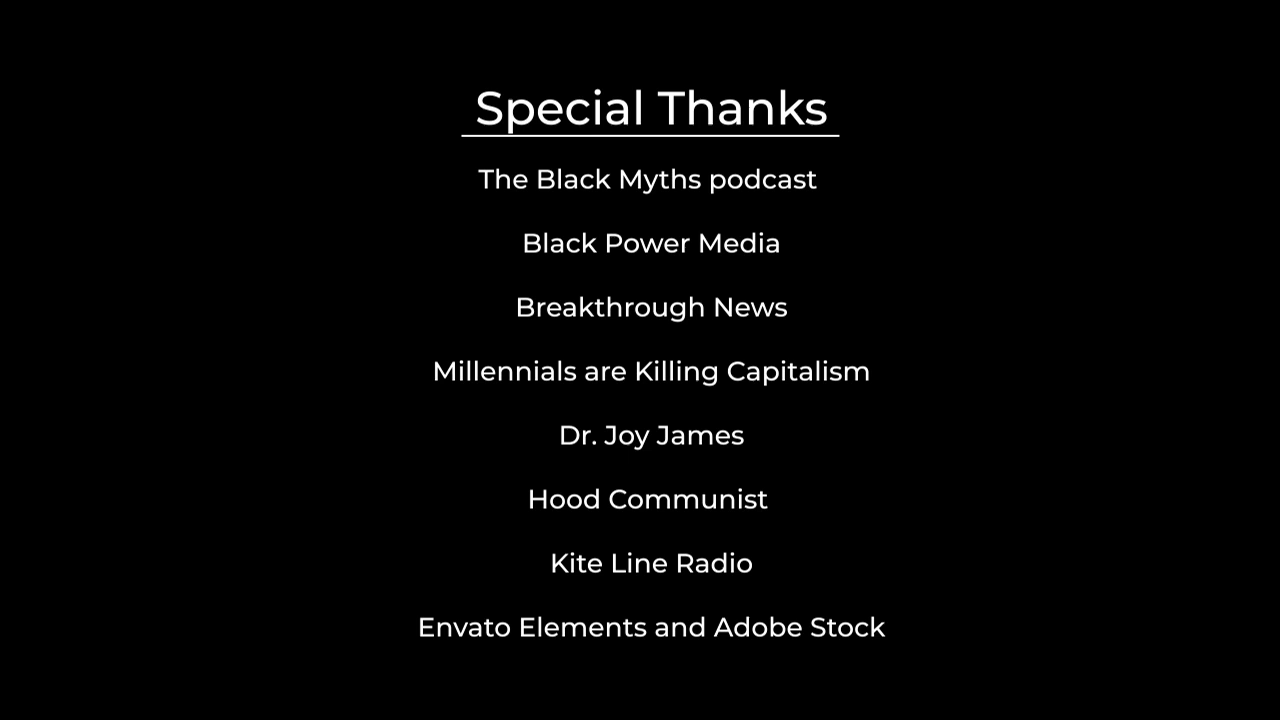 Special Thanks
The Black Myths podcast
Black Power Media
Breakthrough News
Millennials are Killing Capitalism
Dr. Joy James
Hood Communist
Kite Line Radio
Envato Elements and Adobe Stock